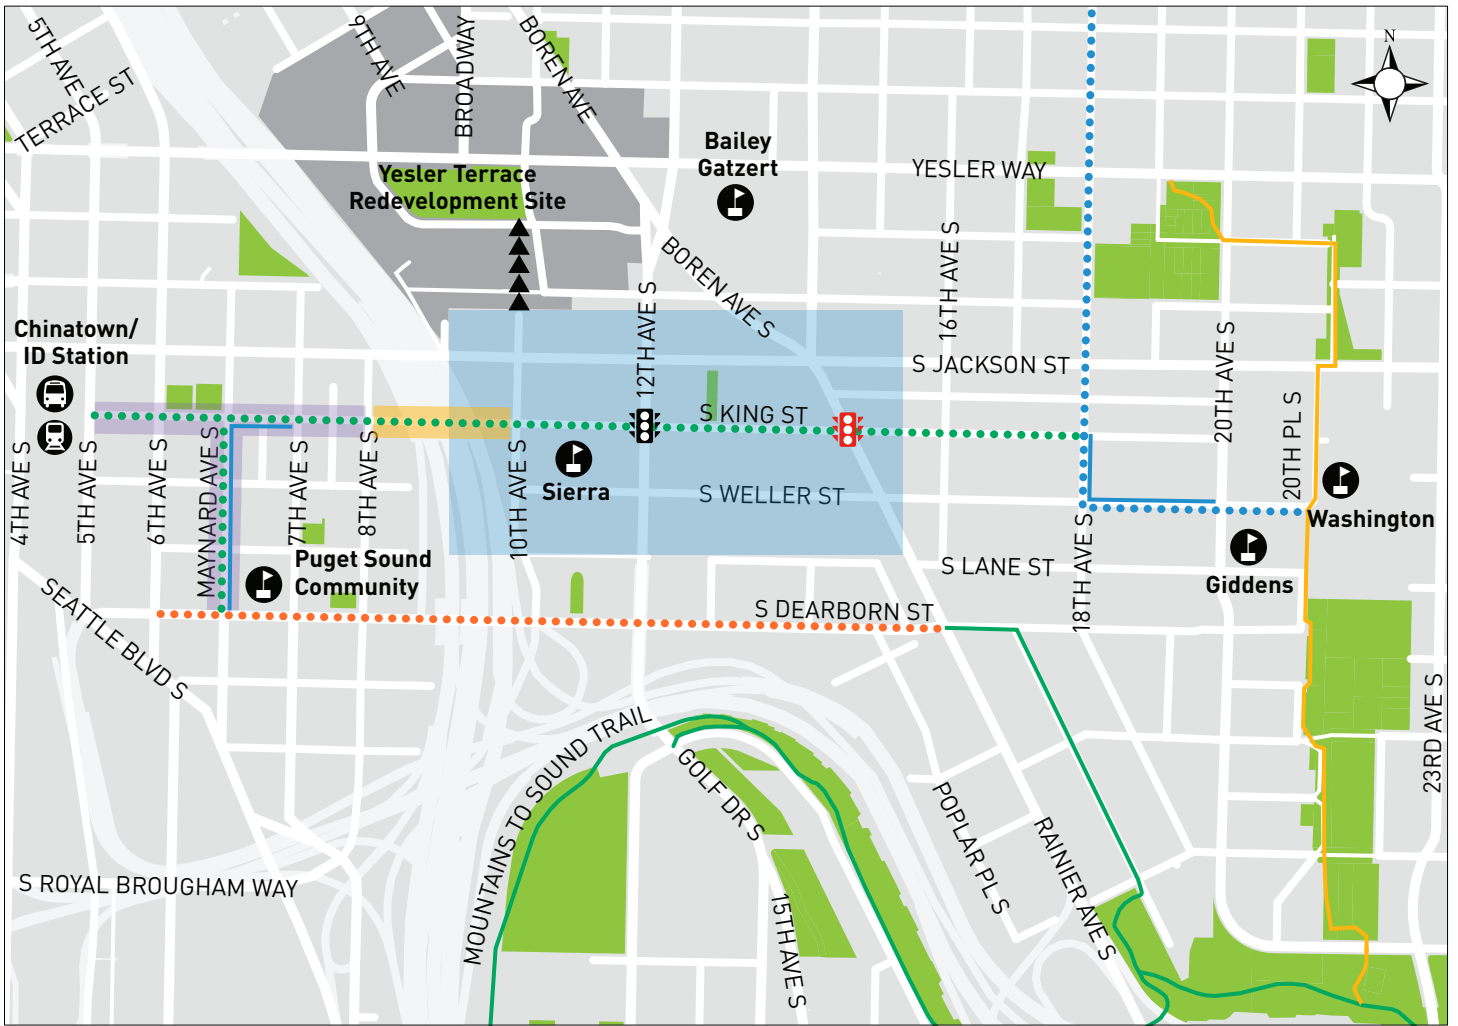 5TH AVE
TERRACE ST
9TH AVE
BROADWAY
BOREN AVE
N
Bailey
Gatzert
YESLER WAY
Yesler Terrace
Redevelopment Site
BOREN AVE S
16TH AVE S
12TH AVE S
Chinatown/
ID Station
S JACKSON ST
20TH AVE S
20TH PL S
S KING ST
4TH AVE S
5TH AVE S
6TH AVE S
MAYNARD AVE S
7TH AVE S
8TH AVE S
10TH AVE S
Sierra
S WELLER ST
Washington
18TH AVE S
Puget Sound
Community
S LANE ST
Giddens
S DEARBORN ST
SEATTLE BLVD S
23RD AVE S
MOUNTAINS TO SOUND TRAIL
GOLF DR S
POPLAR PL S
RAINIER AVE S
S ROYAL BROUGHAM WAY
15TH AVE S